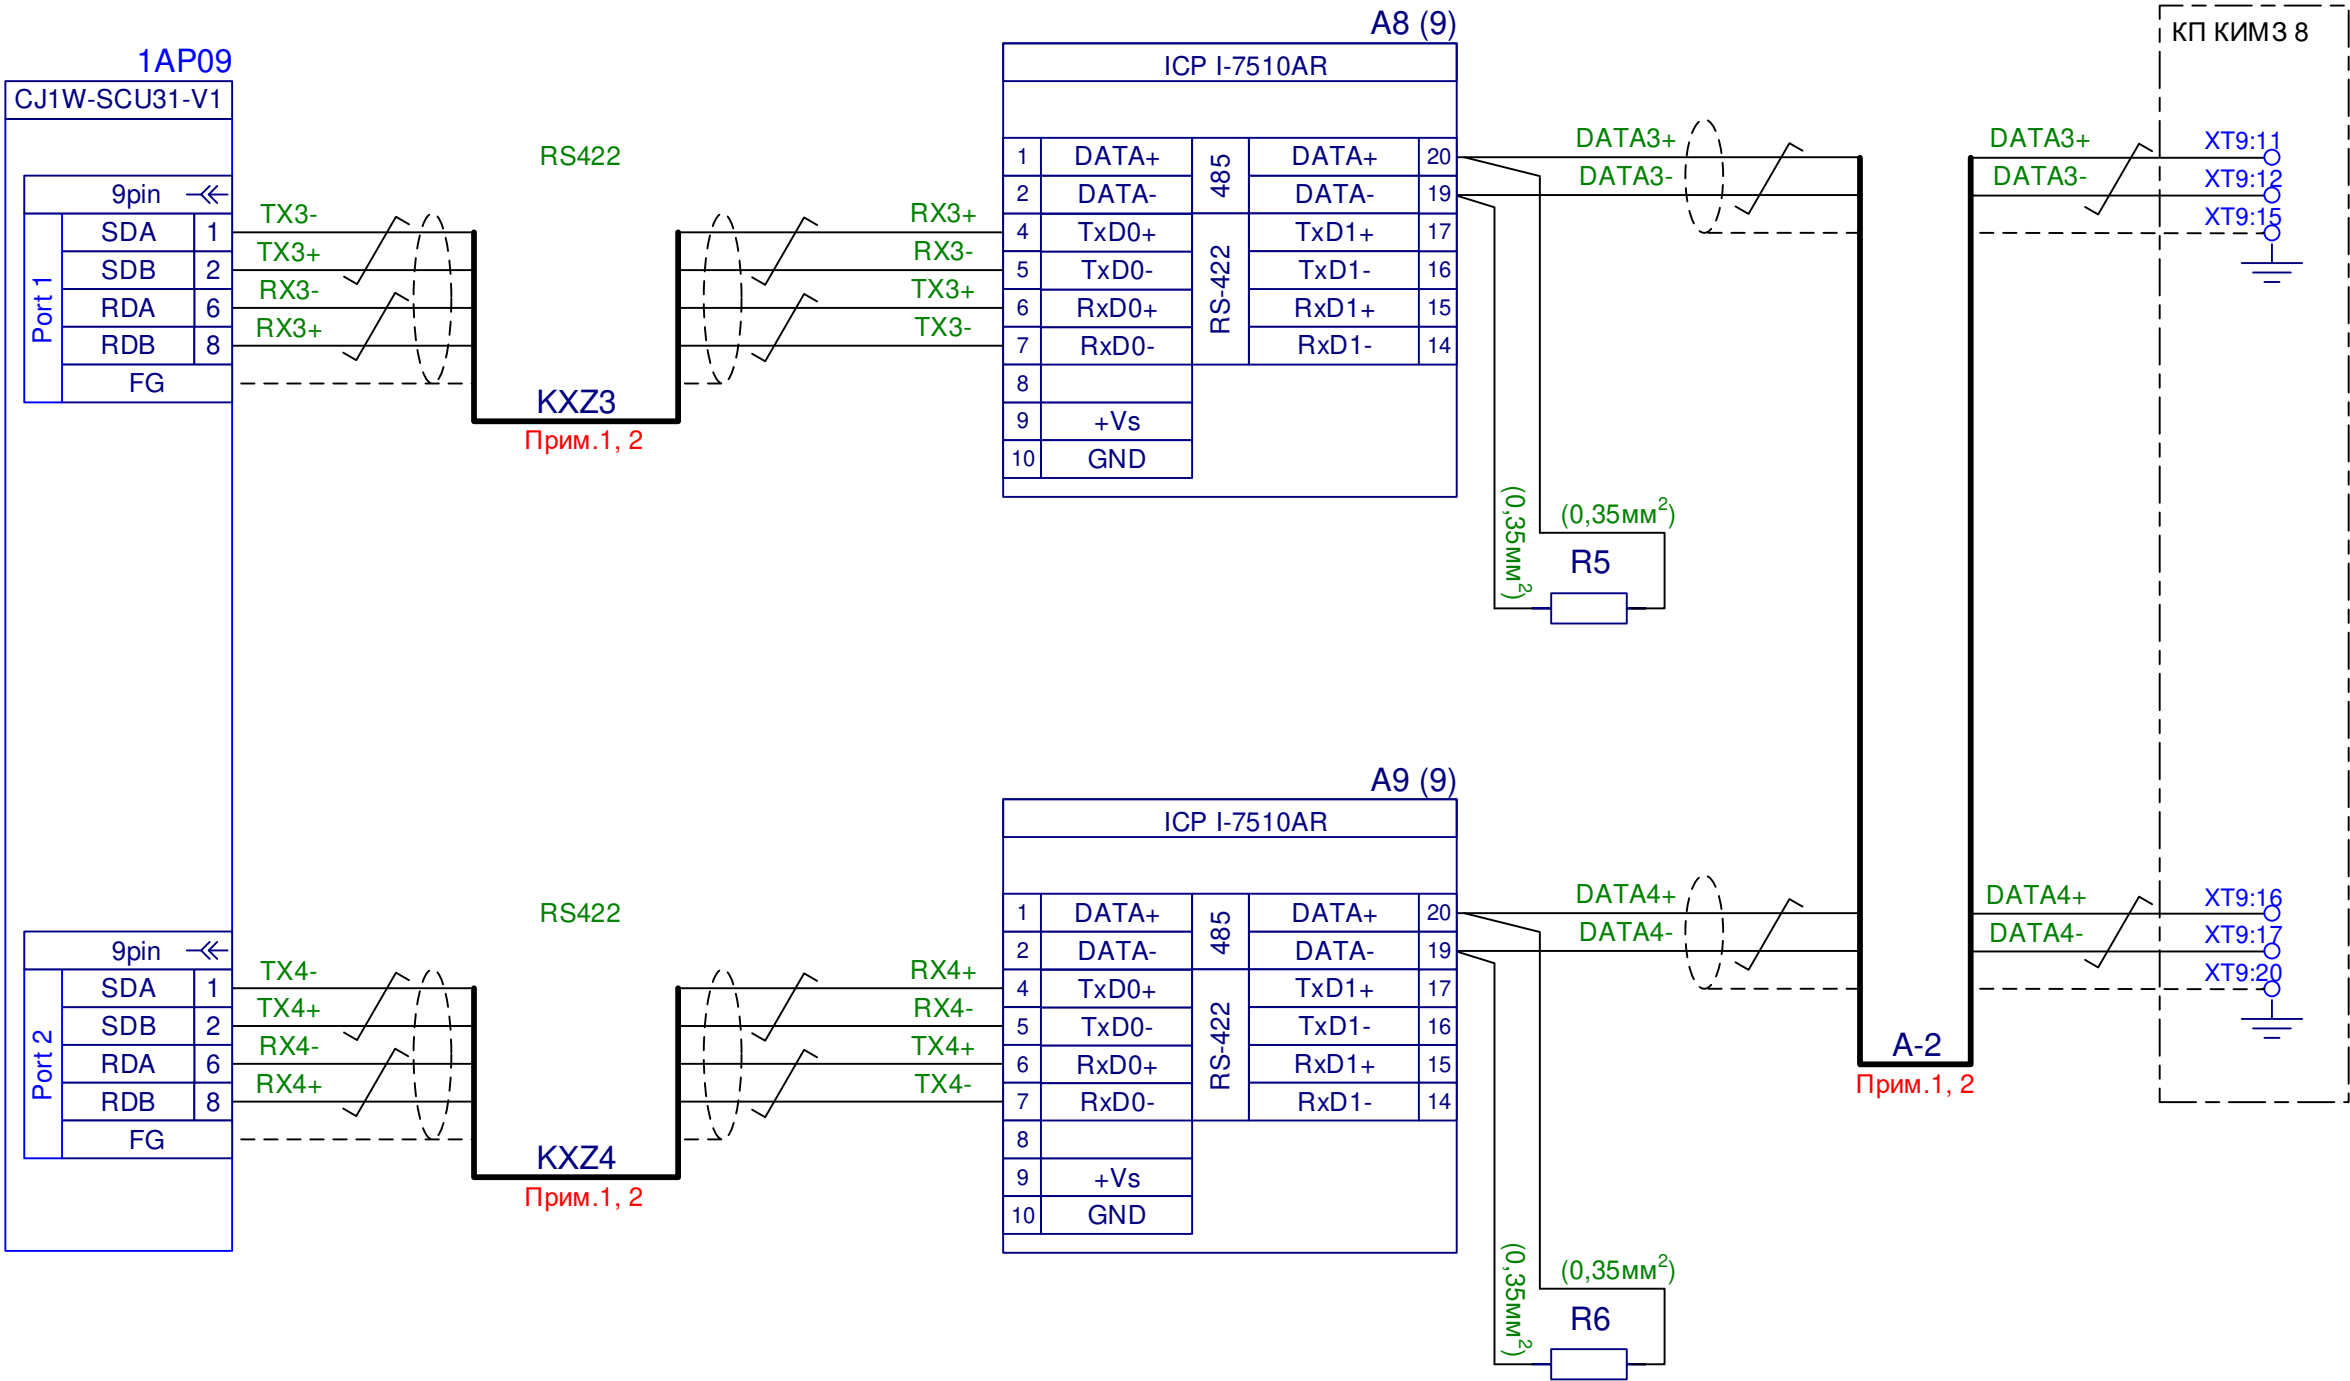 1AP09
CJ1W-SCU31-V1
9pin
Port 1
SDA 1
SDB 2
RDA 6
RDB 8
FG
TX3-
TX3+
RX3-
RX3+
RS422
KXZ3
Прим.1, 2
RX3+
RX3-
TX3+
TX3-
A8 (9)
ICP I-7510AR
1 DATA+ 485 DATA+ 20
2 DATA- DATA- 19
4 TxD0+ RS-422 TxD1+ 17
5 TxD0- TxD1- 16
6 RxD0+ RxD1+ 15
7 RxD0- RxD1- 14
8
9 +Vs
10 GND
(0,35мм²)
(0,35мм²)
R5
DATA3+
DATA3-
DATA3+
DATA3-
КП КИМЗ 8
XT9:11
XT9:12
XT9:15
9pin
Port 2
SDA 1
SDB 2
RDA 6
RDB 8
FG
TX4-
TX4+
RX4-
RX4+
RS422
KXZ4
Прим.1, 2
RX4+
RX4-
TX4+
TX4-
A9 (9)
ICP I-7510AR
1 DATA+ 485 DATA+ 20
2 DATA- DATA- 19
4 TxD0+ RS-422 TxD1+ 17
5 TxD0- TxD1- 16
6 RxD0+ RxD1+ 15
7 RxD0- RxD1- 14
8
9 +Vs
10 GND
(0,35мм²)
(0,35мм²)
R6
DATA4+
DATA4-
A-2
Прим.1, 2
DATA4+
DATA4-
XT9:16
XT9:17
XT9:20